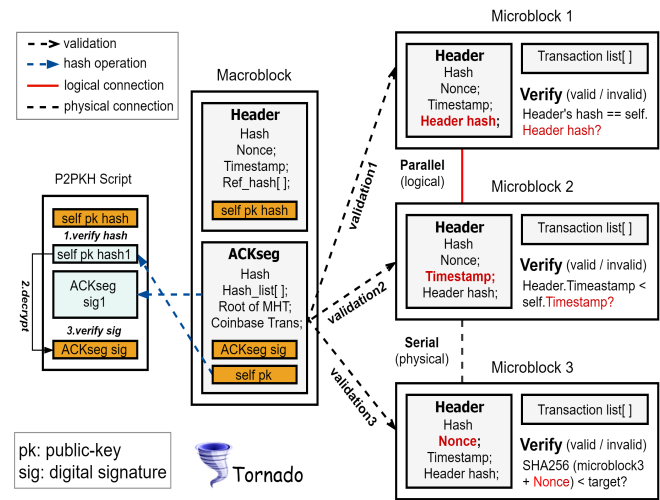 validation
hash operation
logical connection
physical connection
P2PKH Script
self pk hash
1.verify hash
self pk hash1
2.decrypt
ACKseg
sig1
3.verify sig
ACKseg sig
pk: public-key
sig: digital signature
Macroblock
Header
Hash
Nonce;
Timestamp;
Ref_hash[ ];
self pk hash
ACKseg
Hash
Hash_list[ ];
Root of MHT;
Coinbase Trans;
ACKseg sig
self pk
Tornado
validation1
validation2
validation3
Microblock 1
Header
Hash
Nonce;
Timestamp;
Header hash;
Transaction list[ ]
Verify (valid / invalid)
Header's hash == self.
Header hash?
Parallel
(logical)
Microblock 2
Header
Hash
Nonce;
Timestamp;
Header hash;
Transaction list[ ]
Verify (valid / invalid)
Header.Timeastamp <
self.Timestamp?
Serial
(physical)
Microblock 3
Header
Hash
Nonce;
Timestamp;
Header hash;
Transaction list[ ]
Verify (valid / invalid)
SHA256 (microblock3
+ Nonce) < target?